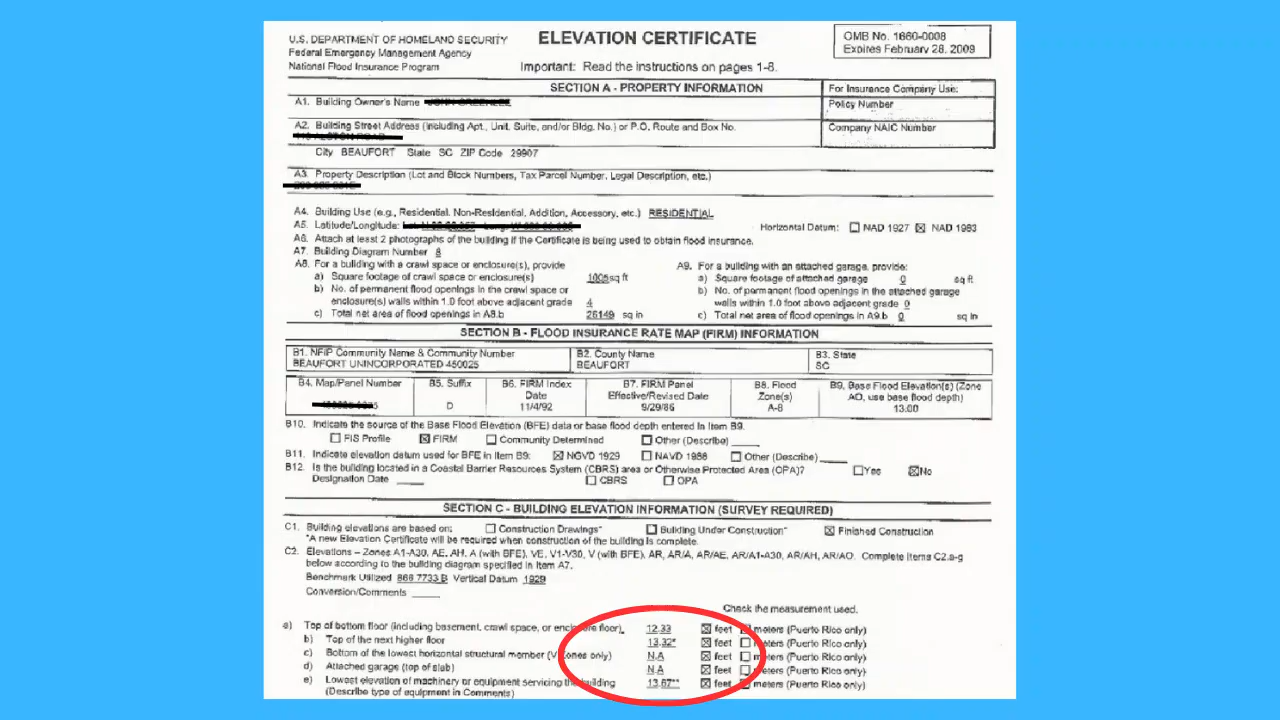 U.S. DEPARTMENT OF HOMELAND SECURITY
Federal Emergency Management Agency
National Flood Insurance Program
ELEVATION CERTIFICATE
Important: Read the instructions on pages 1-8.
OMB No. 1660-0008
Expires February 28, 2009
SECTION A - PROPERTY INFORMATION
For Insurance Company Use:
A1. Building Owner's Name
Policy Number
A2. Building Street Address (including Apt., Unit, Suite, and/or Bldg. No.) or P.O. Route and Box No.
Company NAIC Number
City BEAUFORT State SC ZIP Code 29907
A3. Property Description (Lot and Block Numbers, Tax Parcel Number, Legal Description, etc.)
A4. Building Use (e.g., Residential, Non-Residential, Addition, Accessory, etc.) RESIDENTIAL
A5. Latitude/Longitude:
Horizontal Datum: NAD 1927 NAD 1983
A6. Attach at least 2 photographs of the building if the Certificate is being used to obtain flood insurance.
A7. Building Diagram Number 8
A8. For a building with a crawl space or enclosure(s), provide
a) Square footage of crawl space or enclosure(s) 1005 sq ft
b) No. of permanent flood openings in the crawl space or
enclosure(s) walls within 1.0 foot above adjacent grade 4
c) Total net area of flood openings in A8.b 26149 sq in
A9. For a building with an attached garage, provide:
a) Square footage of attached garage 0 sq ft
b) No. of permanent flood openings in the attached garage
walls within 1.0 foot above adjacent grade 0
c) Total net area of flood openings in A9.b 0 sq in
SECTION B - FLOOD INSURANCE RATE MAP (FIRM) INFORMATION
B1. NFIP Community Name & Community Number
BEAUFORT UNINCORPORATED 450025
B2. County Name
BEAUFORT
B3. State
SC
B4. Map/Panel Number
B5. Suffix
D
B6. FIRM Index
Date
11/4/92
B7. FIRM Panel
Effective/Revised Date
9/29/86
B8. Flood
Zone(s)
A-8
B9. Base Flood Elevation(s) (Zone
AO, use base flood depth)
13.00
B10. Indicate the source of the Base Flood Elevation (BFE) data or base flood depth entered in Item B9.
FIS Profile FIRM Community Determined Other (Describe)
B11. Indicate elevation datum used for BFE in Item B9: NGVD 1929 NAVD 1988 Other (Describe)
B12. Is the building located in a Coastal Barrier Resources System (CBRS) area or Otherwise Protected Area (OPA)? Yes No
Designation Date CBRS OPA
SECTION C - BUILDING ELEVATION INFORMATION (SURVEY REQUIRED)
C1. Building elevations are based on: Construction Drawings* Building Under Construction* Finished Construction
*A new Elevation Certificate will be required when construction of the building is complete.
C2. Elevations – Zones A1-A30, AE, AH, A (with BFE), VE, V1-V30, V (with BFE), AR, AR/A, AR/AE, AR/A1-A30, AR/AH, AR/AO. Complete Items C2.a-g
below according to the building diagram specified in Item A7.
Benchmark Utilized 866 7733 B Vertical Datum 1929
Conversion/Comments
Check the measurement used.
a) Top of bottom floor (including basement, crawl space, or enclosure floor) 12.33 feet meters (Puerto Rico only)
b) Top of the next higher floor 13.32* feet meters (Puerto Rico only)
c) Bottom of the lowest horizontal structural member (V Zones only) N.A feet meters (Puerto Rico only)
d) Attached garage (top of slab) N.A feet meters (Puerto Rico only)
e) Lowest elevation of machinery or equipment servicing the building 13.67** feet meters (Puerto Rico only)
(Describe type of equipment in Comments)